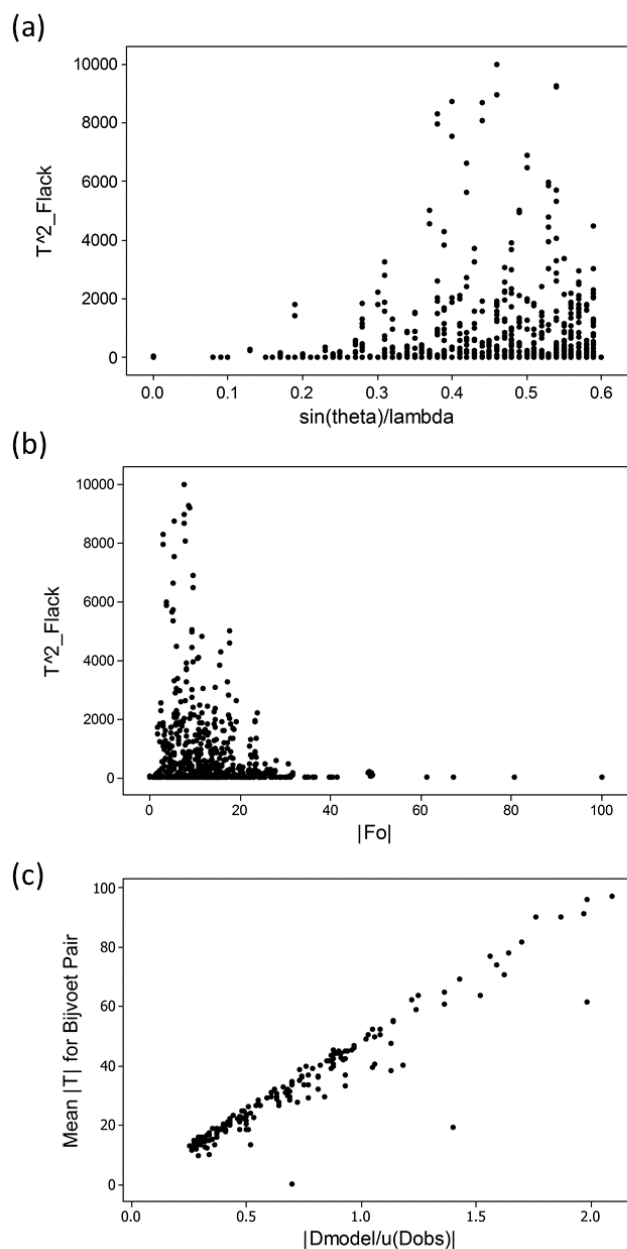 (a)
10000
8000
6000
4000
2000
0
T^2_Flack
0.0 0.1 0.2 0.3 0.4 0.5 0.6
sin(theta)/lambda
(b)
10000
8000
6000
4000
2000
0
T^2_Flack
0 20 40 60 80 100
|Fo|
(c)
100
80
60
40
20
0
Mean |T| for Bijvoet Pair
0.0 0.5 1.0 1.5 2.0
|Dmodel/u(Dobs)|